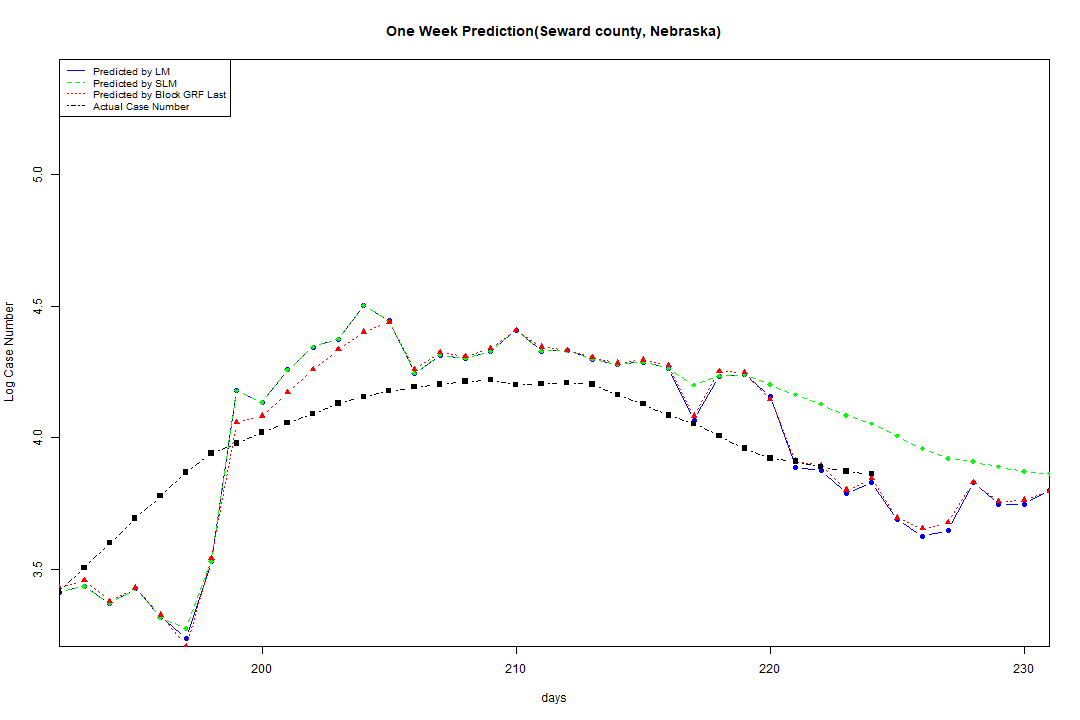 One Week Prediction(Seward county, Nebraska)
Predicted by LM
Predicted by SLM
Predicted by Block GRF Last
Actual Case Number
Log Case Number
5.0
4.5
4.0
3.5
200 210 220 230
days